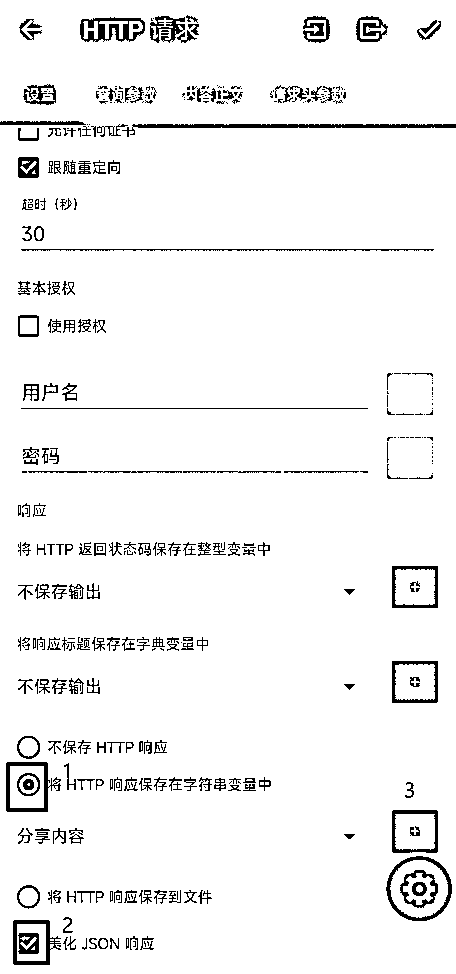 HTTP 请求
设置 查询参数 内容正文 请求头参数
允许任何证书
跟随重定向
超时（秒）
30
基本授权
使用授权
用户名
密码
响应
将 HTTP 返回状态码保存在整型变量中
不保存输出
将响应标题保存在字典变量中
不保存输出
不保存 HTTP 响应
1
将 HTTP 响应保存在字符串变量中
3
分享内容
将 HTTP 响应保存到文件
2
美化 JSON 响应